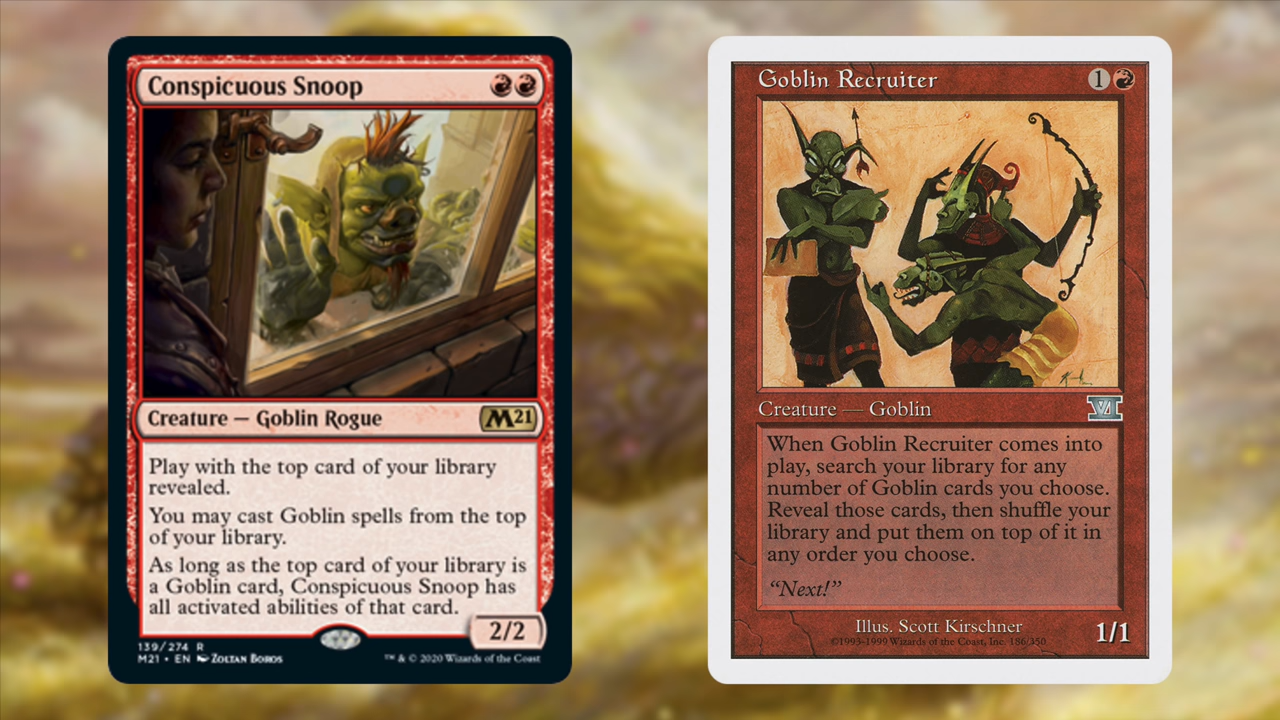 Conspicuous Snoop
Creature — Goblin Rogue
M21
Play with the top card of your library
revealed.
You may cast Goblin spells from the top
of your library.
As long as the top card of your library is
a Goblin card, Conspicuous Snoop has
all activated abilities of that card.
2/2
139/274 R
M21 • EN Zoltan Boros
™ & © 2020 Wizards of the Coast
Goblin Recruiter
1
Creature — Goblin
VI
When Goblin Recruiter comes into
play, search your library for any
number of Goblin cards you choose.
Reveal those cards, then shuffle your
library and put them on top of it in
any order you choose.
“Next!”
Illus. Scott Kirschner
©1993-1999 Wizards of the Coast, Inc. 186/350
1/1